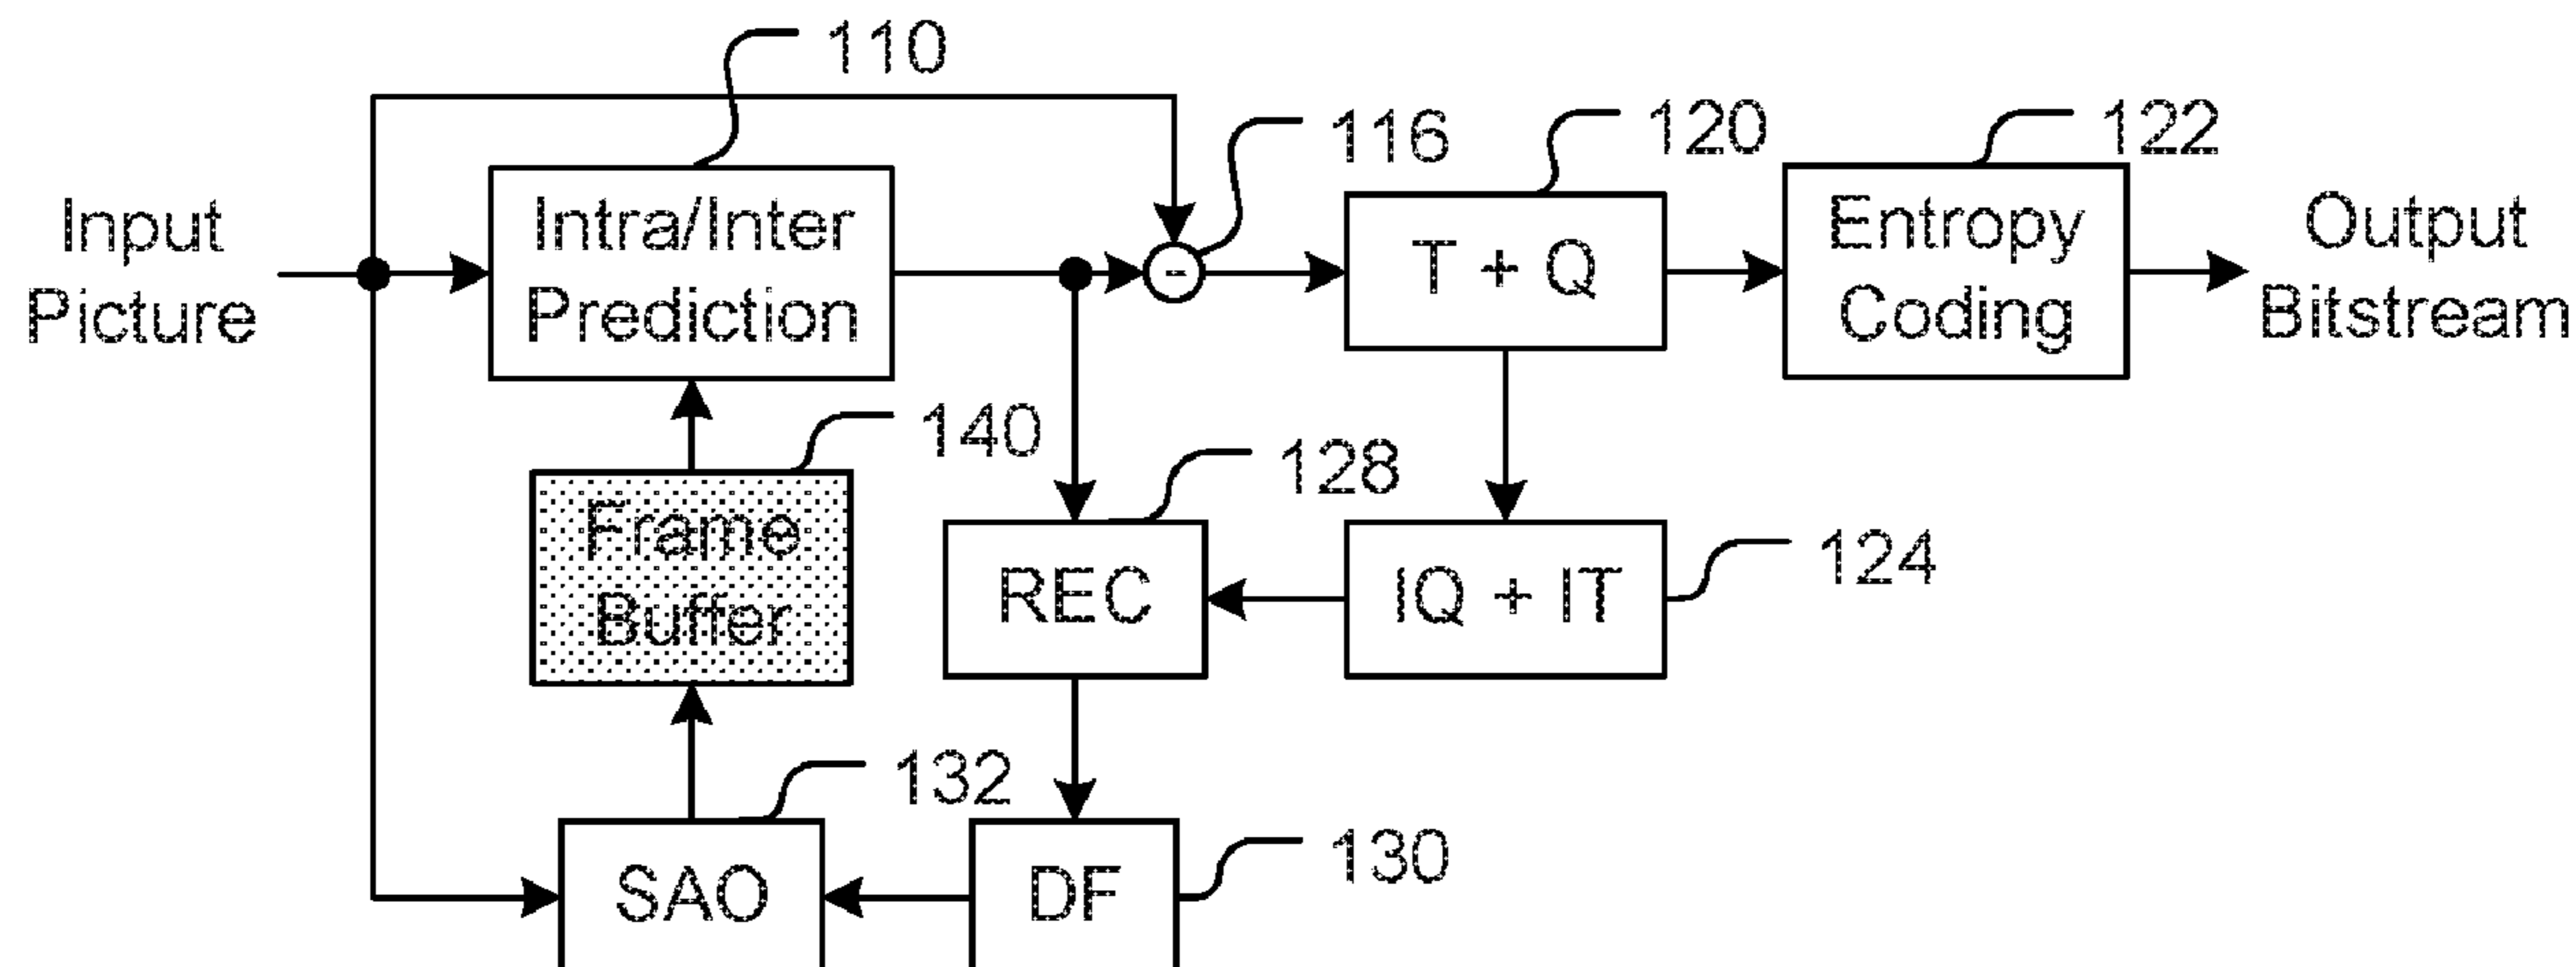 110
116
120
122
Input
Picture
Intra/Inter
Prediction
-
T + Q
Entropy
Coding
Output
Bitstream
140
128
124
Frame
Buffer
REC
IQ + IT
132
130
SAO
DF